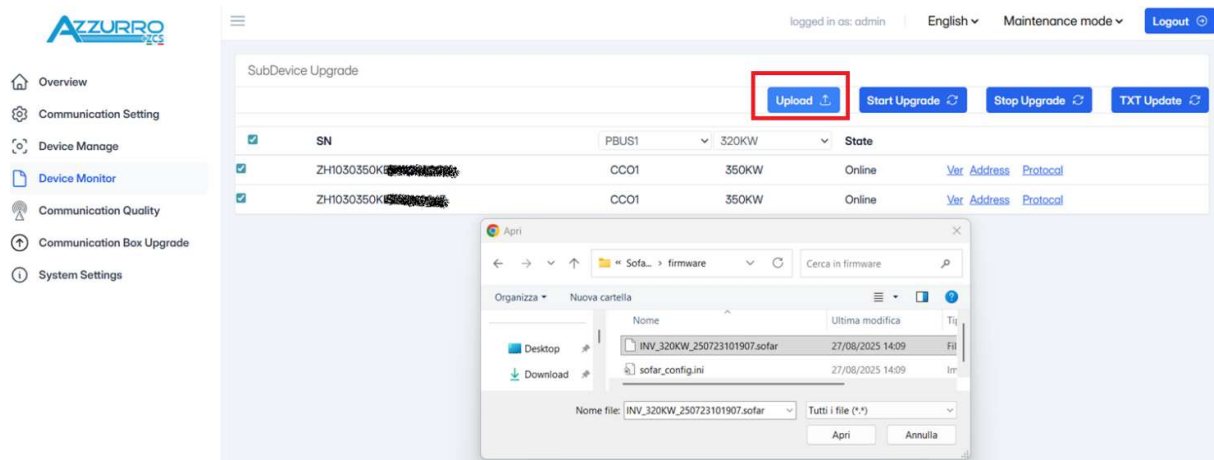 AZZURRO
ZCS
logged in as: admin
English
Maintenance mode
Logout
Overview
Communication Setting
Device Manage
Device Monitor
Communication Quality
Communication Box Upgrade
System Settings
SubDevice Upgrade
Upload
Start Upgrade
Stop Upgrade
TXT Update
SN PBUS1 320KW State
ZH1030350K CCO1 350KW Online Ver Address Protocal
ZH1030350K CCO1 350KW Online Ver Address Protocal
Apri
« Sofa... > firmware
Cerca in firmware
Organizza
Nuova cartella
Nome Ultima modifica
Desktop
Download
INV_320KW_250723101907.sofar 27/08/2025 14:09 Fil
sofar_config.ini 27/08/2025 14:09
Nome file: INV_320KW_250723101907.sofar Tutti i file (*.*)
Apri Annulla